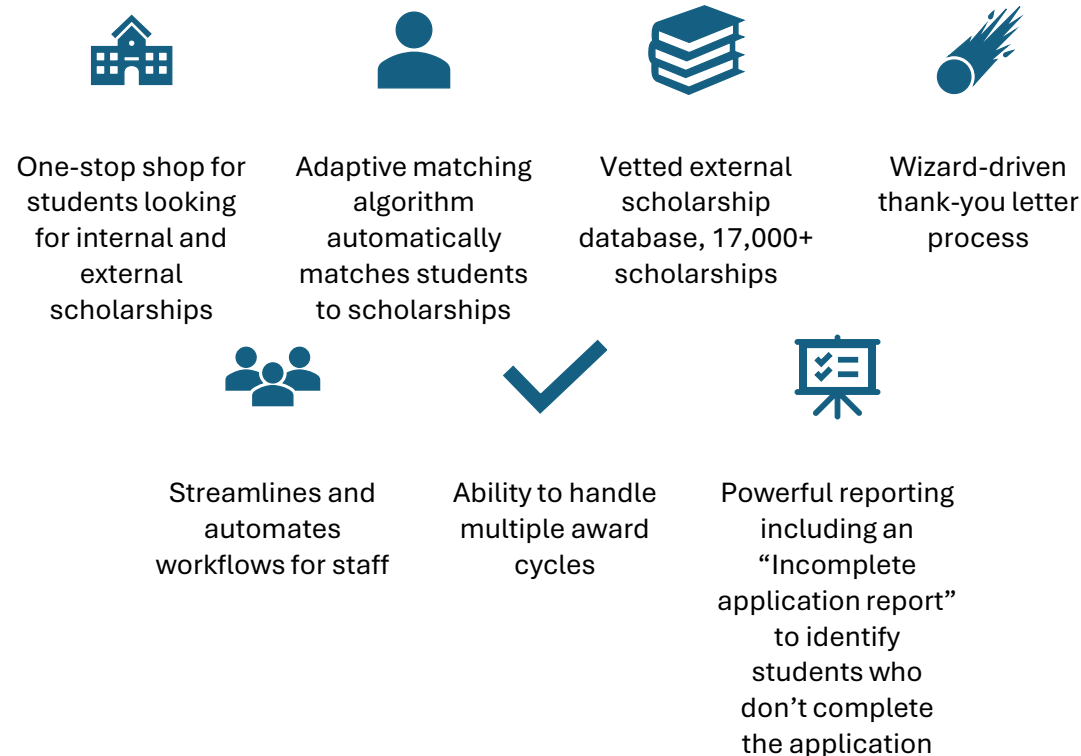 One-stop shop for
students looking
for internal and
external
scholarships
Adaptive matching
algorithm
automatically
matches students
to scholarships
Vetted external
scholarship
database, 17,000+
scholarships
Wizard-driven
thank-you letter
process
Streamlines and
automates
workflows for staff
Ability to handle
multiple award
cycles
Powerful reporting
including an
“Incomplete
application report”
to identify
students who
don’t complete
the application